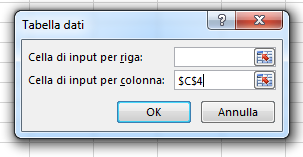 Tabella dati
Cella di input per riga:
Cella di input per colonna: $C$4
OK Annulla